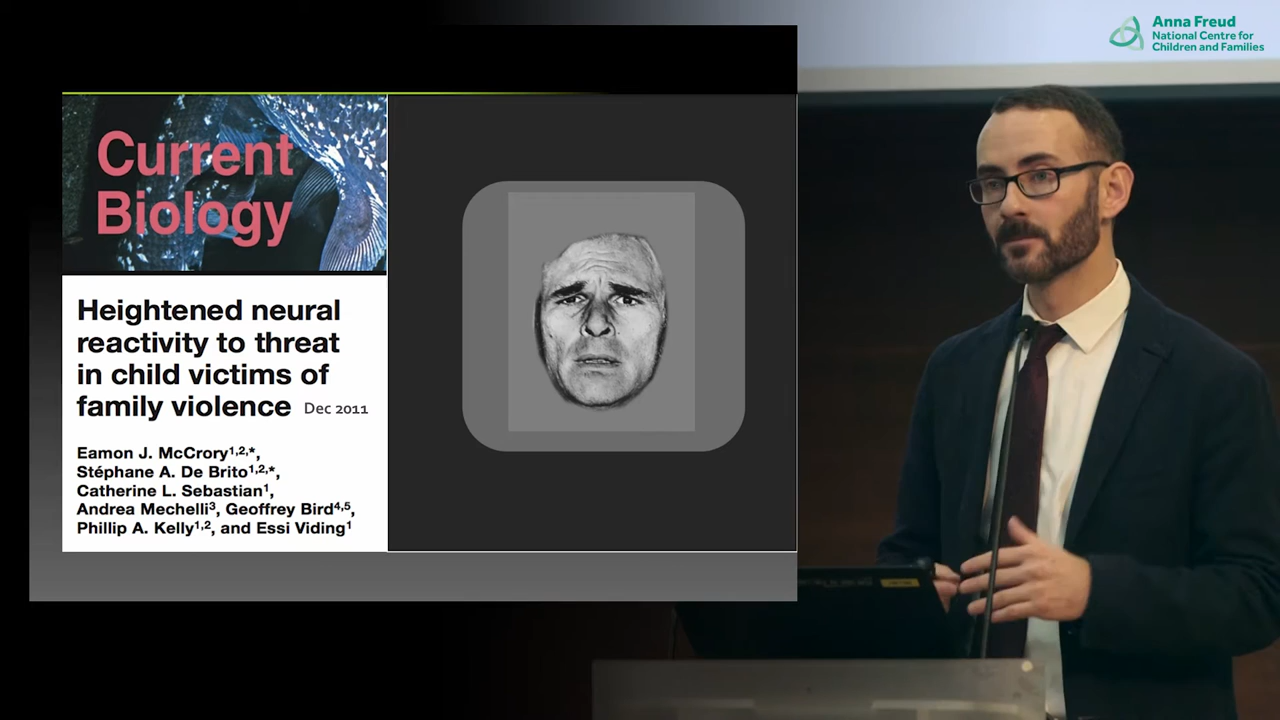 Anna Freud
National Centre for
Children and Families
Current
Biology
Heightened neural
reactivity to threat
in child victims of
family violence Dec 2011
Eamon J. McCrory1,2,*,
Stéphane A. De Brito1,2,*,
Catherine L. Sebastian1,
Andrea Mechelli3, Geoffrey Bird4,5,
Phillip A. Kelly1,2, and Essi Viding1